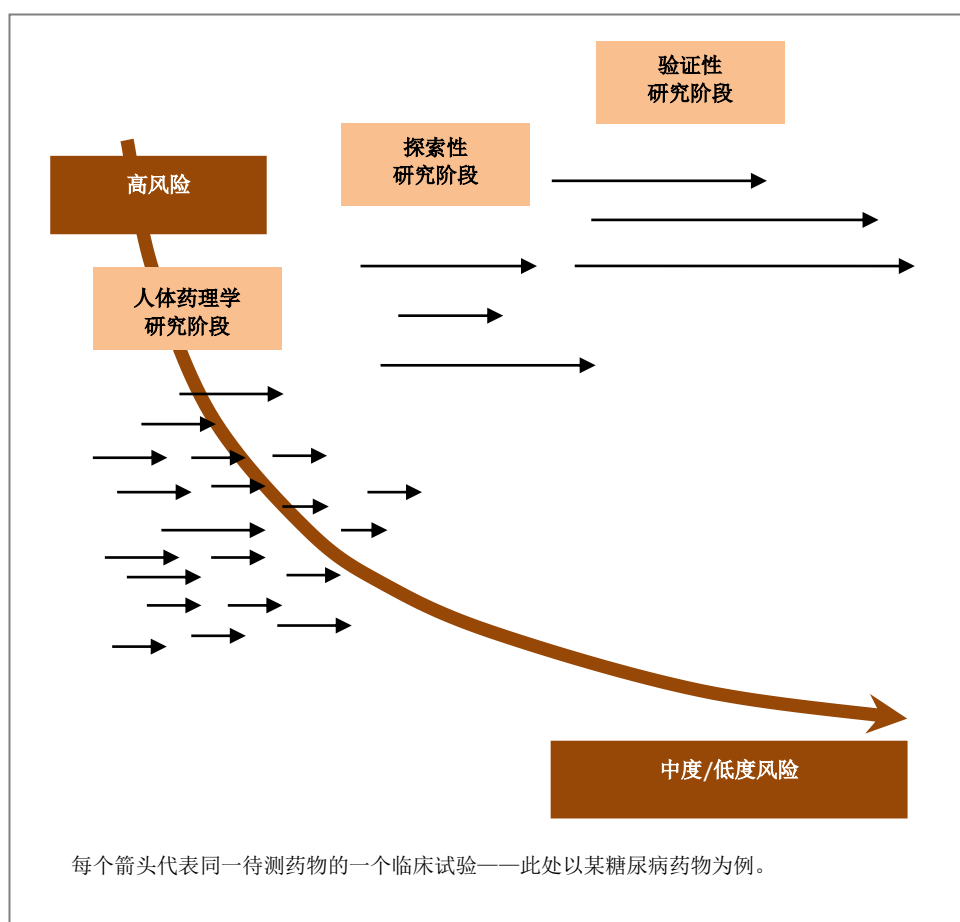 验证性
研究阶段
探索性
研究阶段
高风险
人体药理学
研究阶段
中度/低度风险
每个箭头代表同一待测药物的一个临床试验——此处以某糖尿病药物为例。